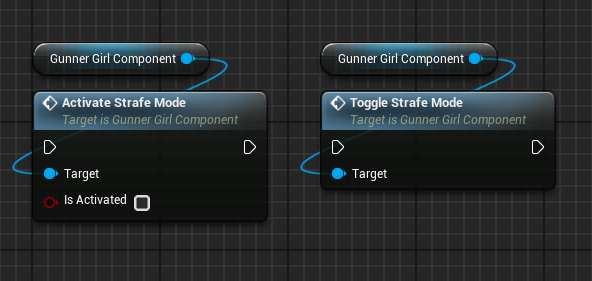 Gunner Girl Component
Activate Strafe Mode
Target is Gunner Girl Component
Target
Is Activated
Gunner Girl Component
Toggle Strafe Mode
Target is Gunner Girl Component
Target